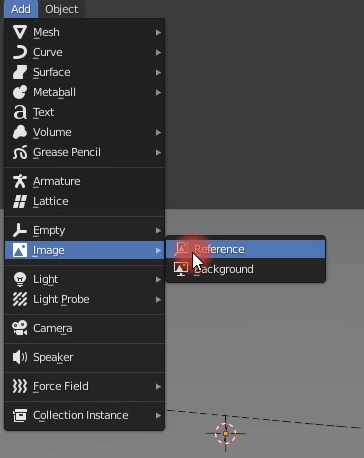 Add Object
Mesh
Curve
Surface
Metaball
Text
Volume
Grease Pencil
Armature
Lattice
Empty
Image
Reference
Background
Light
Light Probe
Camera
Speaker
Force Field
Collection Instance